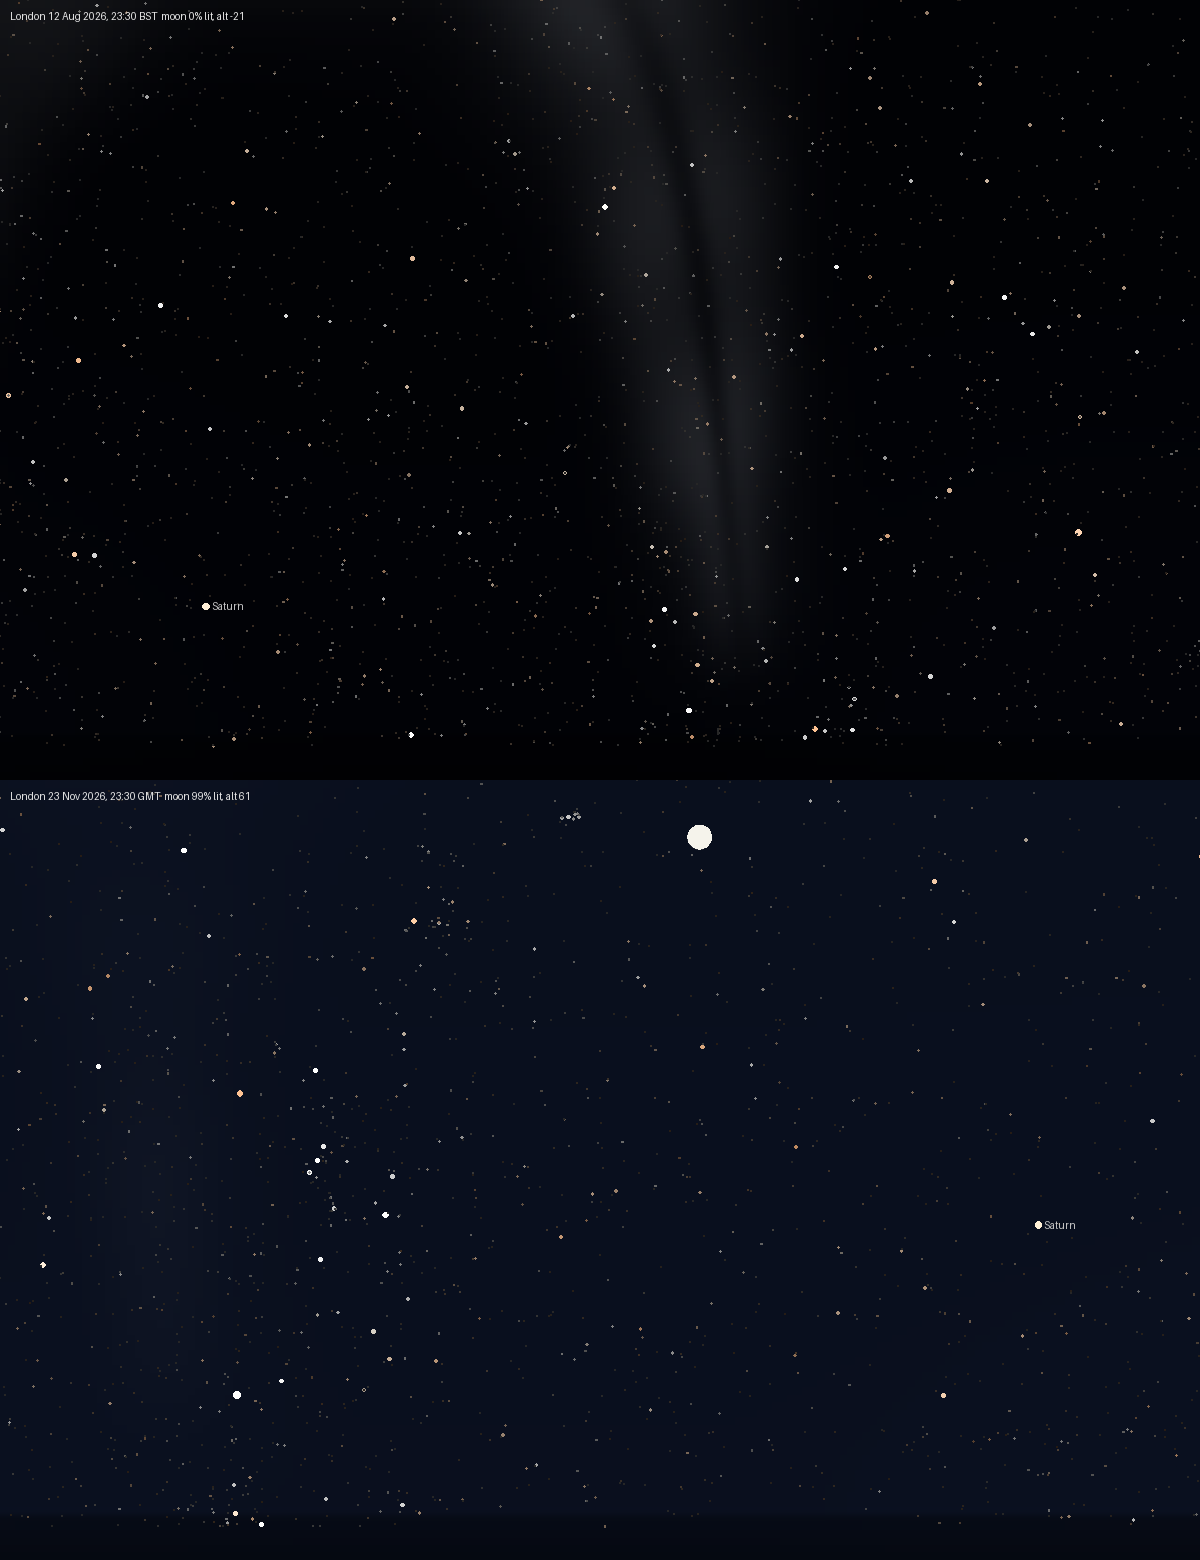 London 12 Aug 2026, 23:30 BST moon 0% lit, alt -21
Saturn
London 23 Nov 2026, 23:30 GMT moon 99% lit, alt 61
Saturn